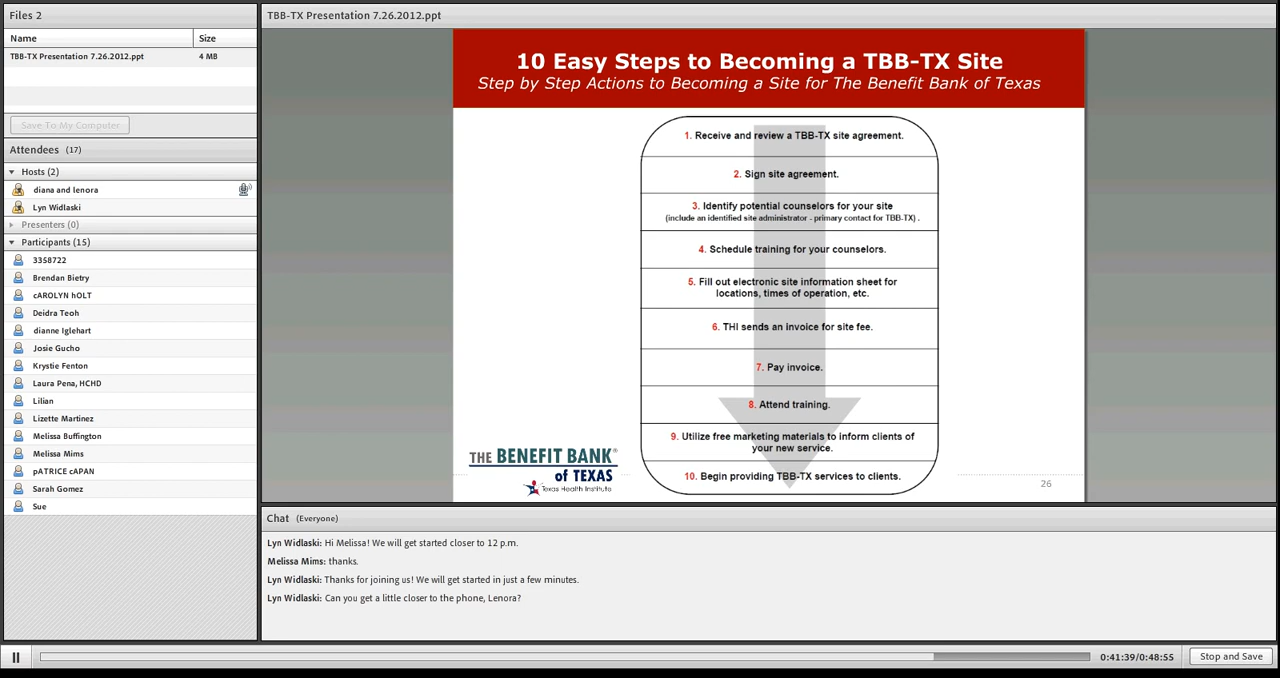 Files 2
Name
Size
TBB-TX Presentation 7.26.2012.ppt
4 MB
Save To My Computer
Attendees (17)
Hosts (2)
diana and lenora
Lyn Widlaski
Presenters (0)
Participants (15)
3358722
Brendan Bietry
cAROLYN hOLT
Deidra Teoh
dianne Iglehart
Josie Gucho
Krystie Fenton
Laura Pena, HCHD
Lilian
Lizette Martinez
Melissa Buffington
Melissa Mims
pATRICE cAPAN
Sarah Gomez
Sue
TBB-TX Presentation 7.26.2012.ppt
10 Easy Steps to Becoming a TBB-TX Site
Step by Step Actions to Becoming a Site for The Benefit Bank of Texas
1. Receive and review a TBB-TX site agreement.
2. Sign site agreement.
3. Identify potential counselors for your site
(include an identified site administrator - primary contact for TBB-TX) .
4. Schedule training for your counselors.
5. Fill out electronic site information sheet for
locations, times of operation, etc.
6. THI sends an invoice for site fee.
7. Pay invoice.
8. Attend training.
9. Utilize free marketing materials to inform clients of
your new service.
10. Begin providing TBB-TX services to clients.
THE BENEFIT BANK®
of TEXAS
Texas Health Institute
26
Chat (Everyone)
Lyn Widlaski: Hi Melissa! We will get started closer to 12 p.m.
Melissa Mims: thanks.
Lyn Widlaski: Thanks for joining us! We will get started in just a few minutes.
Lyn Widlaski: Can you get a little closer to the phone, Lenora?
0:41:39/0:48:55
Stop and Save